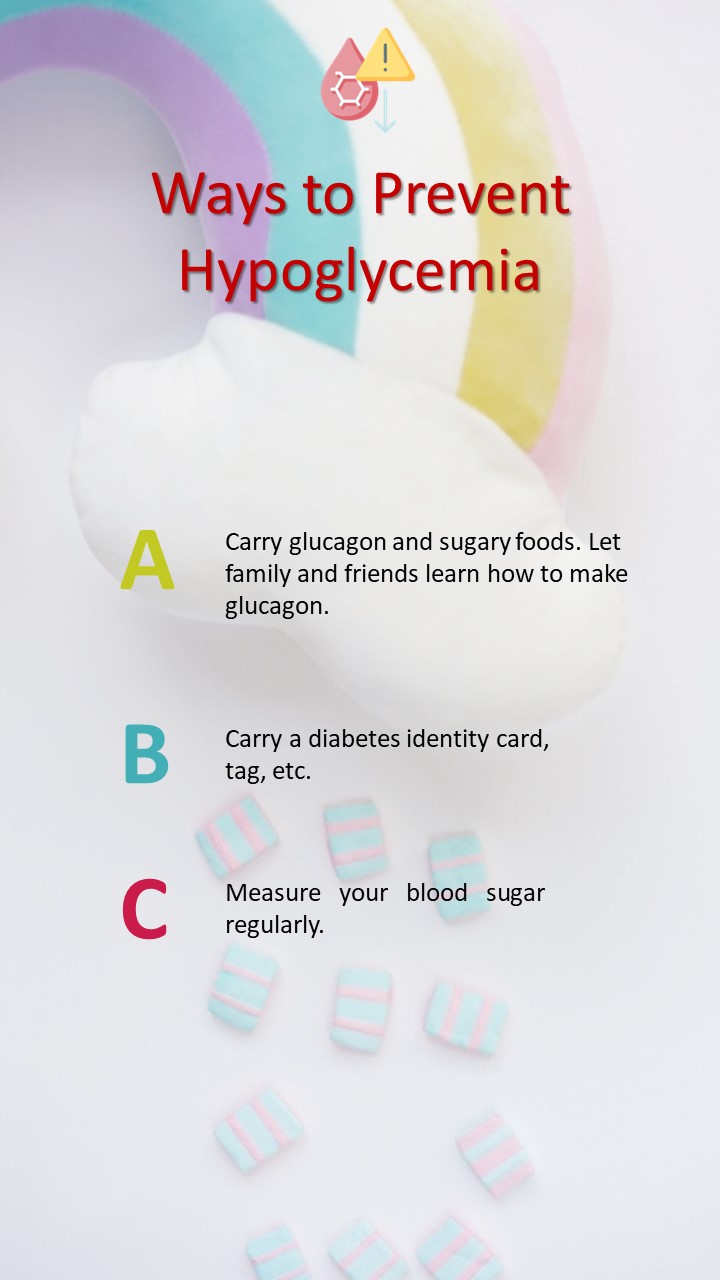 Ways to Prevent
Hypoglycemia
A
Carry glucagon and sugary foods. Let
family and friends learn how to make
glucagon.
B
Carry a diabetes identity card,
tag, etc.
C
Measure your blood sugar
regularly.